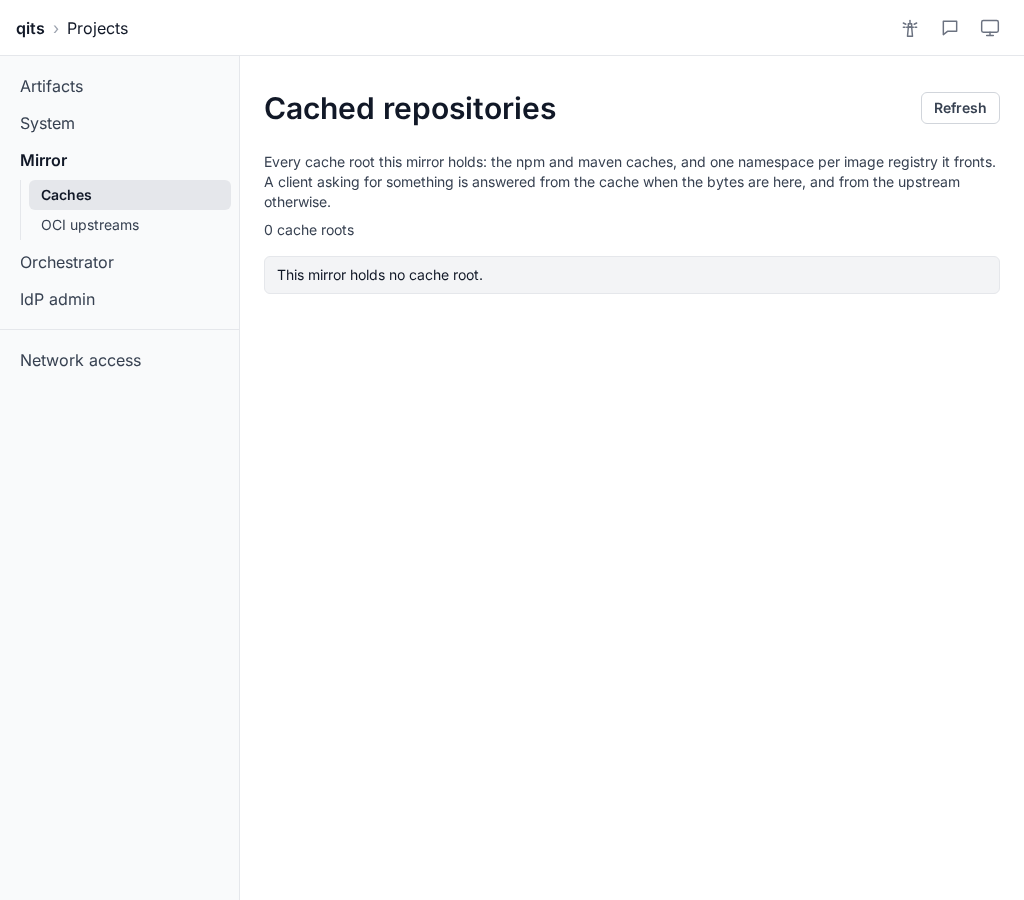 qits › Projects
Artifacts
System
Mirror
Caches
OCI upstreams
Orchestrator
IdP admin
Network access
Cached repositories
Refresh
Every cache root this mirror holds: the npm and maven caches, and one namespace per image registry it fronts.
A client asking for something is answered from the cache when the bytes are here, and from the upstream
otherwise.
0 cache roots
This mirror holds no cache root.